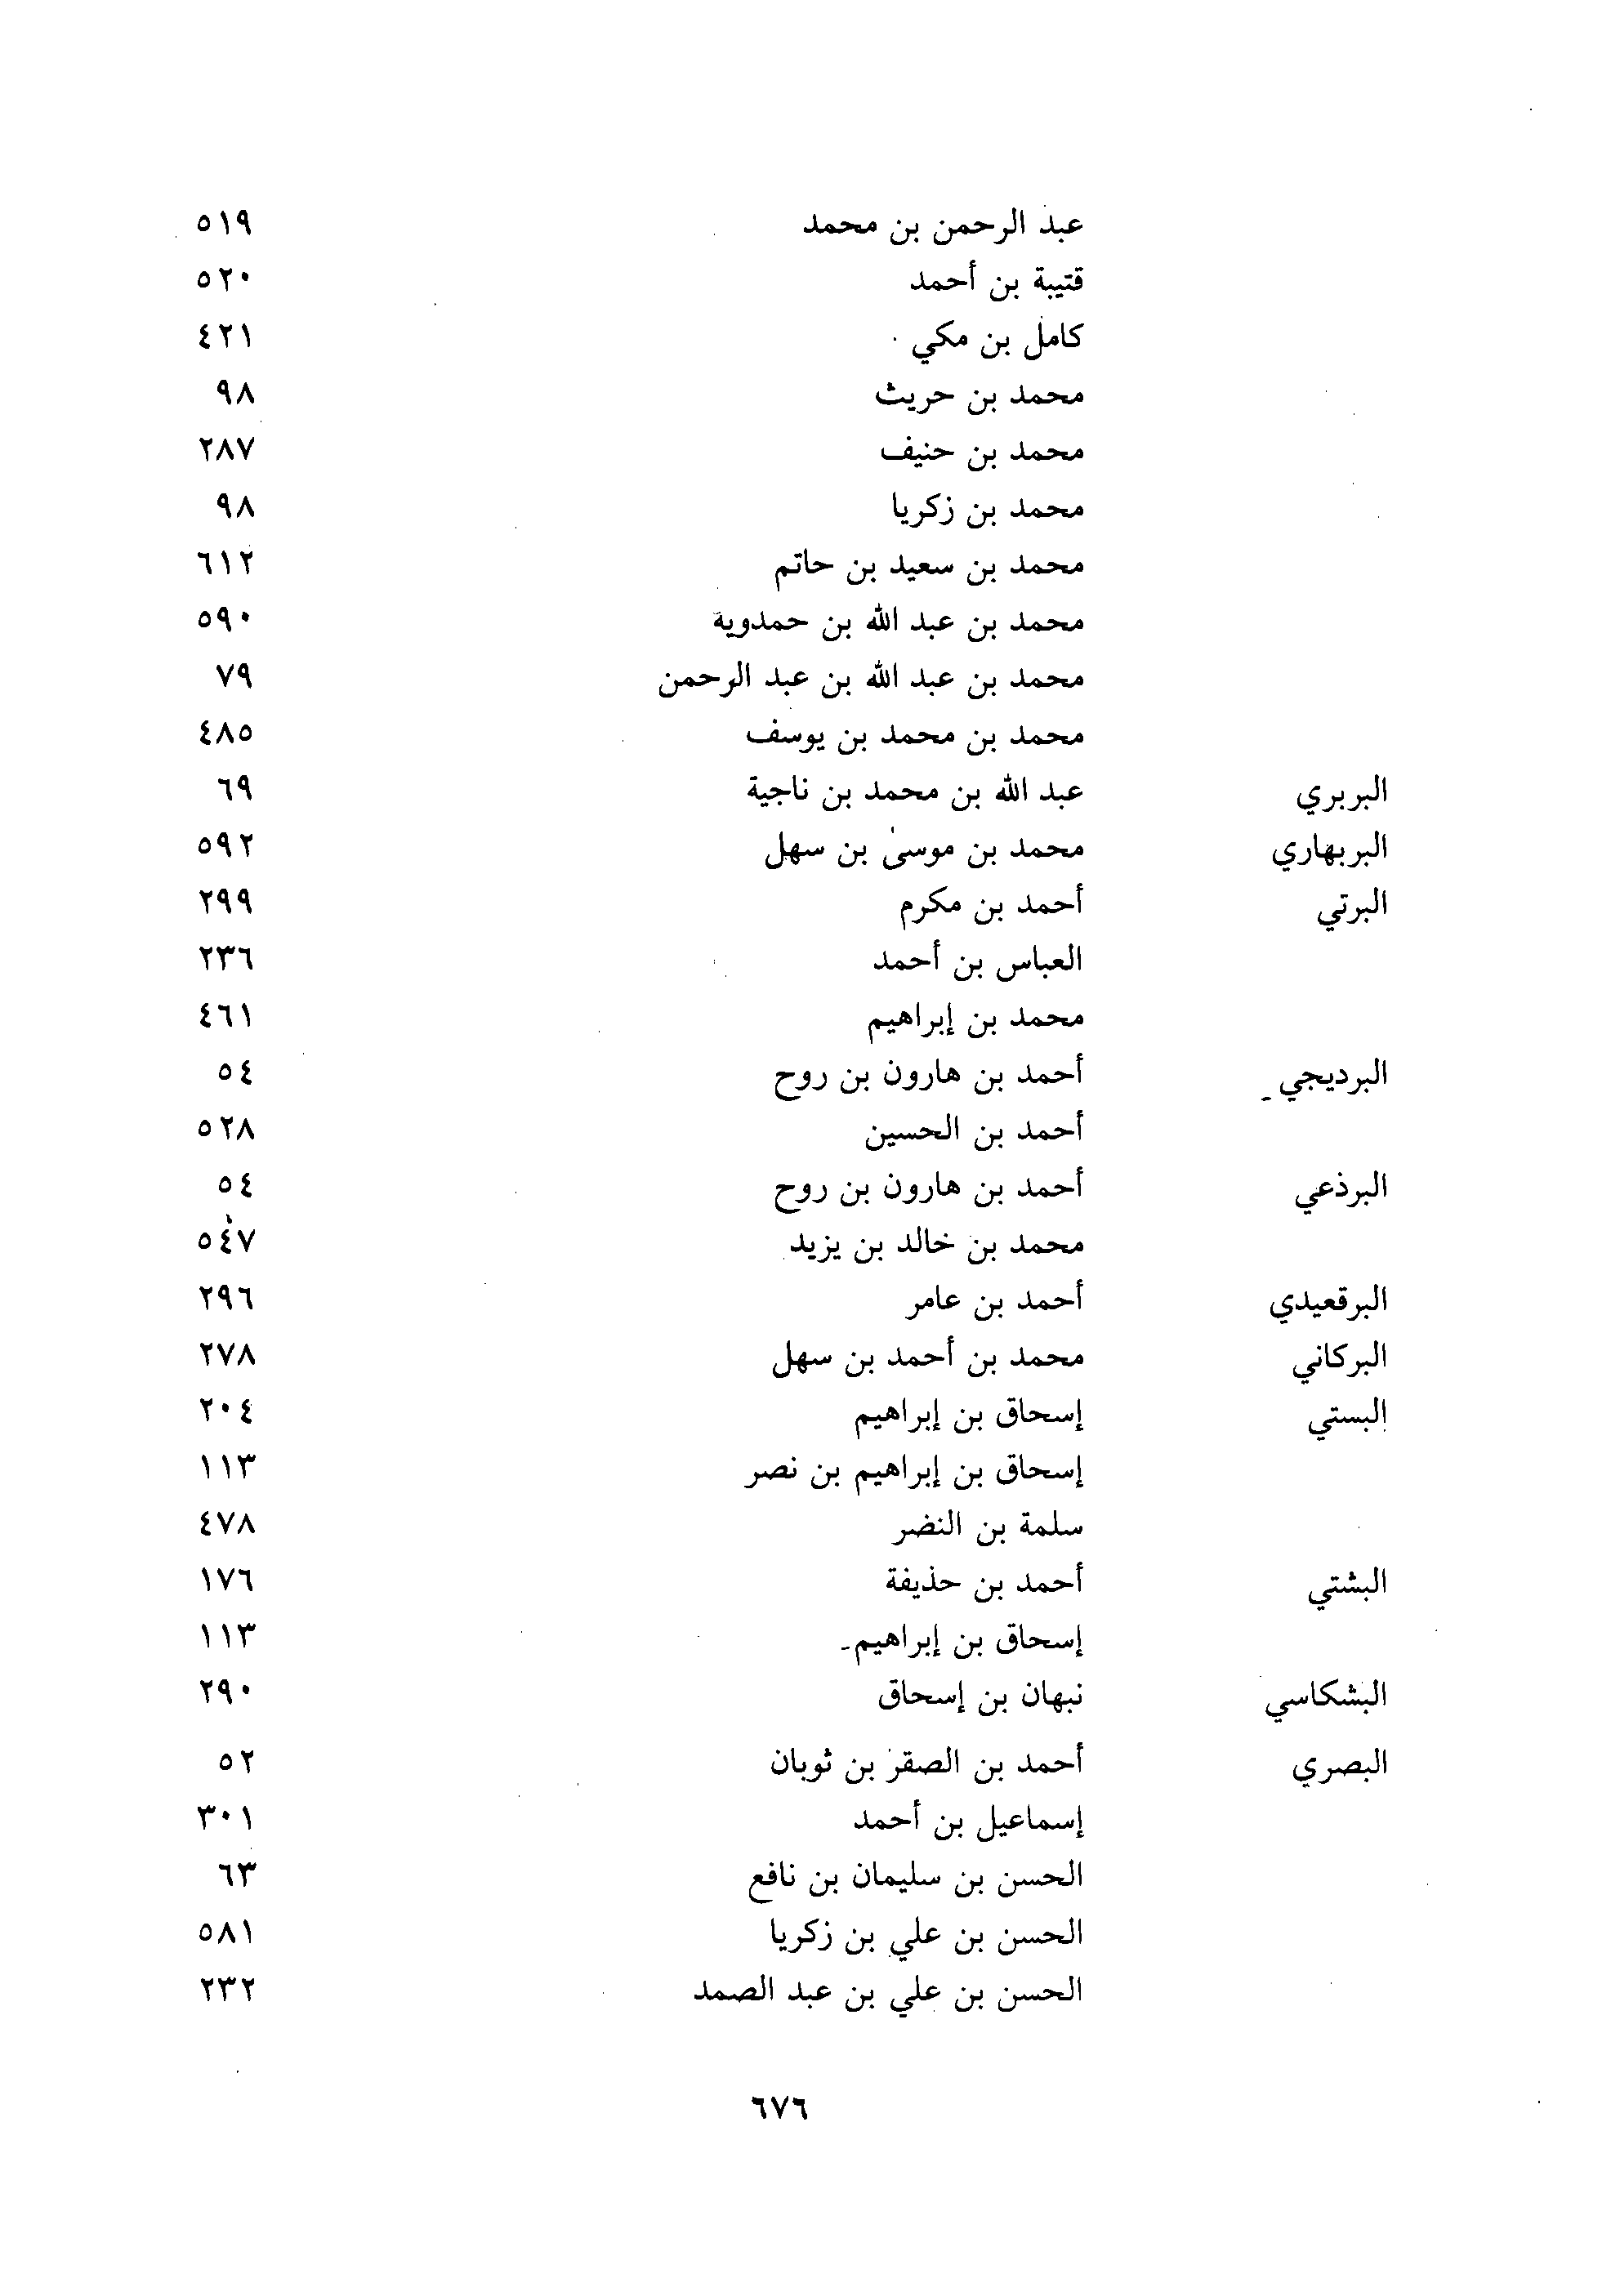 عبد الرحمن بن محمد ٥١٩
قتيبة بن أحمد ٥٢٠
كامل بن مكي ٤٢١
محمد بن حريث ٩٨
محمد بن حنيف ٢٨٧
محمد بن زكريا ٩٨
محمد بن سعيد بن حاتم ٦١٢
محمد بن عبد الله بن حمدوية ٥٩٠
محمد بن عبد الله بن عبد الرحمن ٧٩
محمد بن محمد بن يوسف ٤٨٥
البربري عبد الله بن محمد بن ناجية ٦٩
البربهاري محمد بن موسى بن سهل ٥٩٢
البرتي أحمد بن مكرم ٢٩٩
العباس بن أحمد ٢٣٦
محمد بن إبراهيم ٤٦١
البرديجي أحمد بن هارون بن روح ٥٤
أحمد بن الحسين ٥٢٨
البرذعي أحمد بن هارون بن روح ٥٤
محمد بن خالد بن يزيد ٥٤٧
البرقعيدي أحمد بن عامر ٢٩٦
البركاني محمد بن أحمد بن سهل ٢٧٨
البستي إسحاق بن إبراهيم ٢٠٤
إسحاق بن إبراهيم بن نصر ١١٣
سلمة بن النضر ٤٧٨
البشتي أحمد بن حذيفة ١٧٦
إسحاق بن إبراهيم ١١٣
البشكاسي نبهان بن إسحاق ٢٩٠
البصري أحمد بن الصقر بن ثوبان ٥٢
إسماعيل بن أحمد ٣٠١
الحسن بن سليمان بن نافع ٦٣
الحسن بن علي بن زكريا ٥٨١
الحسن بن علي بن عبد الصمد ٢٣٢
٦٧٦